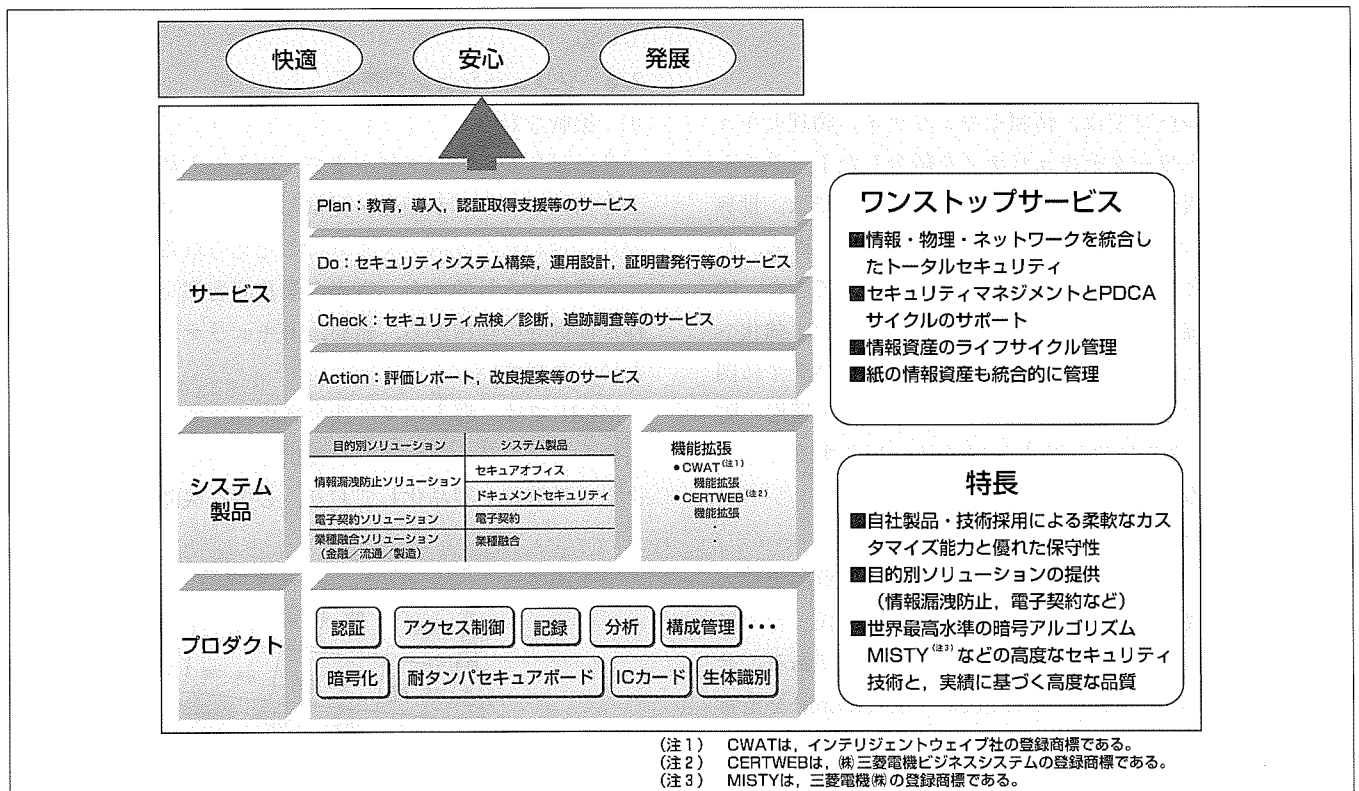 快適
安心
発展
サービス
Plan：教育，導入，認証取得支援等のサービス
Do：セキュリティシステム構築，運用設計，証明書発行等のサービス
Check：セキュリティ点検／診断，追跡調査等のサービス
Action：評価レポート，改良提案等のサービス
システム
製品
目的別ソリューション
システム製品
情報漏洩防止ソリューション
セキュアオフィス
ドキュメントセキュリティ
電子契約ソリューション
電子契約
業種融合ソリューション
（金融／流通／製造）
業種融合
機能拡張
●CWAT(注1)
機能拡張
●CERTWEB(注2)
機能拡張
・
・
プロダクト
認証
アクセス制御
記録
分析
構成管理
・・・
暗号化
耐タンパセキュアボード
ICカード
生体識別
ワンストップサービス
■情報・物理・ネットワークを統合し
たトータルセキュリティ
■セキュリティマネジメントとPDCA
サイクルのサポート
■情報資産のライフサイクル管理
■紙の情報資産も統合的に管理
特長
■自社製品・技術採用による柔軟なカス
タマイズ能力と優れた保守性
■目的別ソリューションの提供
（情報漏洩防止，電子契約など）
■世界最高水準の暗号アルゴリズム
MISTY(注3)などの高度なセキュリティ
技術と，実績に基づく高度な品質
（注1） CWATは，インテリジェントウェイブ社の登録商標である。
（注2） CERTWEBは，㈱三菱電機ビジネスシステムの登録商標である。
（注3） MISTYは，三菱電機㈱の登録商標である。